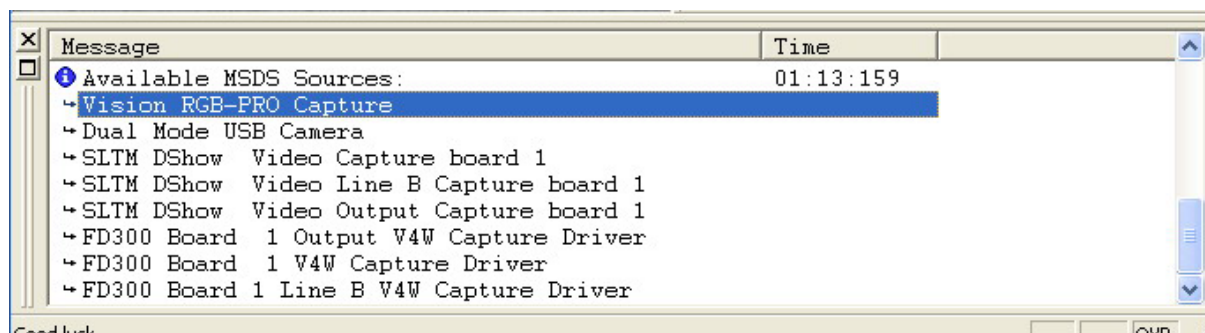 Message Time
Available MSDS Sources: 01:13:159
Vision RGB-PRO Capture
Dual Mode USB Camera
SLTM DShow  Video Capture board 1
SLTM DShow  Video Line B Capture board 1
SLTM DShow  Video Output Capture board 1
FD300 Board  1 Output V4W Capture Driver
FD300 Board  1 V4W Capture Driver
FD300 Board 1 Line B V4W Capture Driver
Good luck OVR